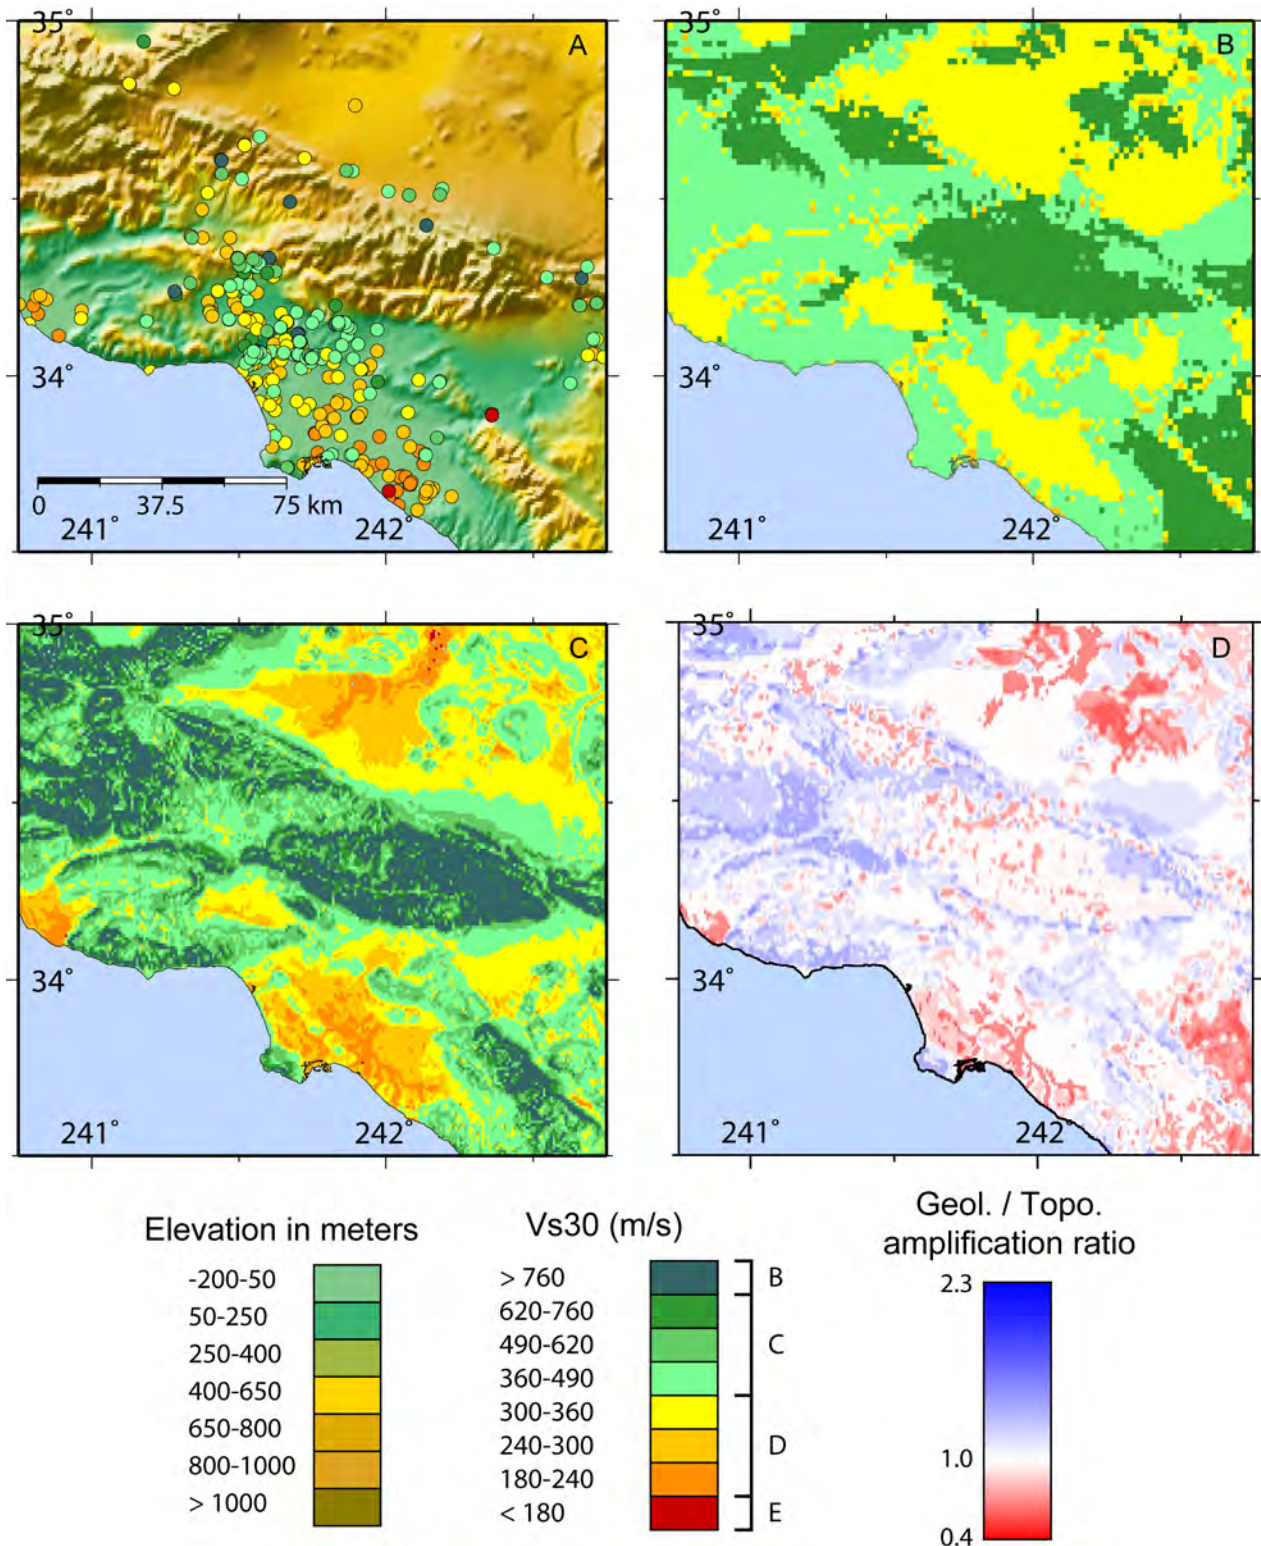 35° A
34°
0 37.5 75 km
241° 242°
35° B
34°
241° 242°
35° C
34°
241° 242°
35° D
34°
241° 242°
Elevation in meters
-200-50
50-250
250-400
400-650
650-800
800-1000
> 1000
Vs30 (m/s)
> 760
620-760
490-620
360-490
300-360
240-300
180-240
< 180
B
C
D
E
Geol. / Topo.
amplification ratio
2.3
1.0
0.4